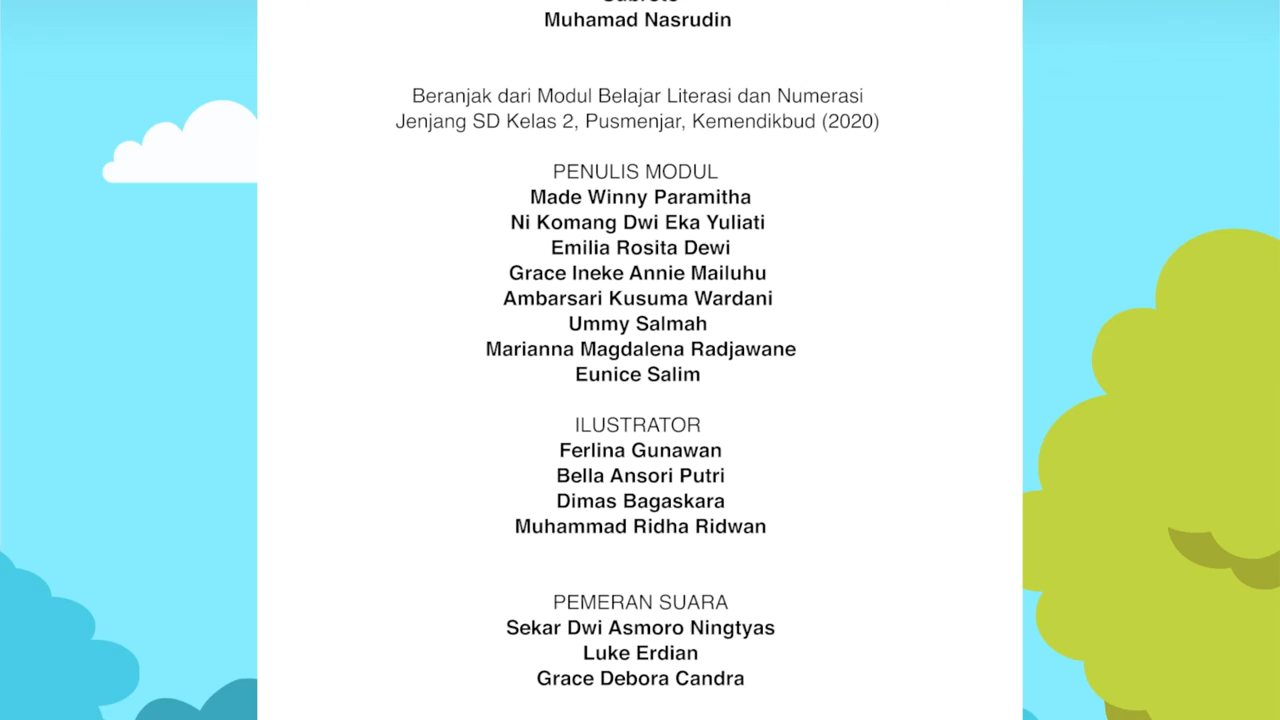 Muhamad Nasrudin
Beranjak dari Modul Belajar Literasi dan Numerasi
Jenjang SD Kelas 2, Pusmenjar, Kemendikbud (2020)
PENULIS MODUL
Made Winny Paramitha
Ni Komang Dwi Eka Yuliati
Emilia Rosita Dewi
Grace Ineke Annie Mailuhu
Ambarsari Kusuma Wardani
Ummy Salmah
Marianna Magdalena Radjawane
Eunice Salim
ILUSTRATOR
Ferlina Gunawan
Bella Ansori Putri
Dimas Bagaskara
Muhammad Ridha Ridwan
PEMERAN SUARA
Sekar Dwi Asmoro Ningtyas
Luke Erdian
Grace Debora Candra